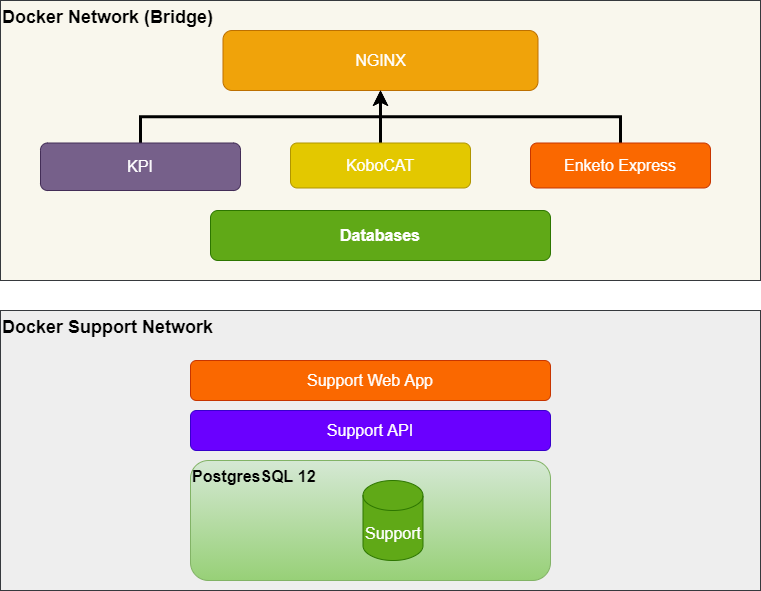 Docker Network (Bridge)
NGINX
KPI
KoboCAT
Enketo Express
Databases
Docker Support Network
Support Web App
Support API
PostgresSQL 12
Support